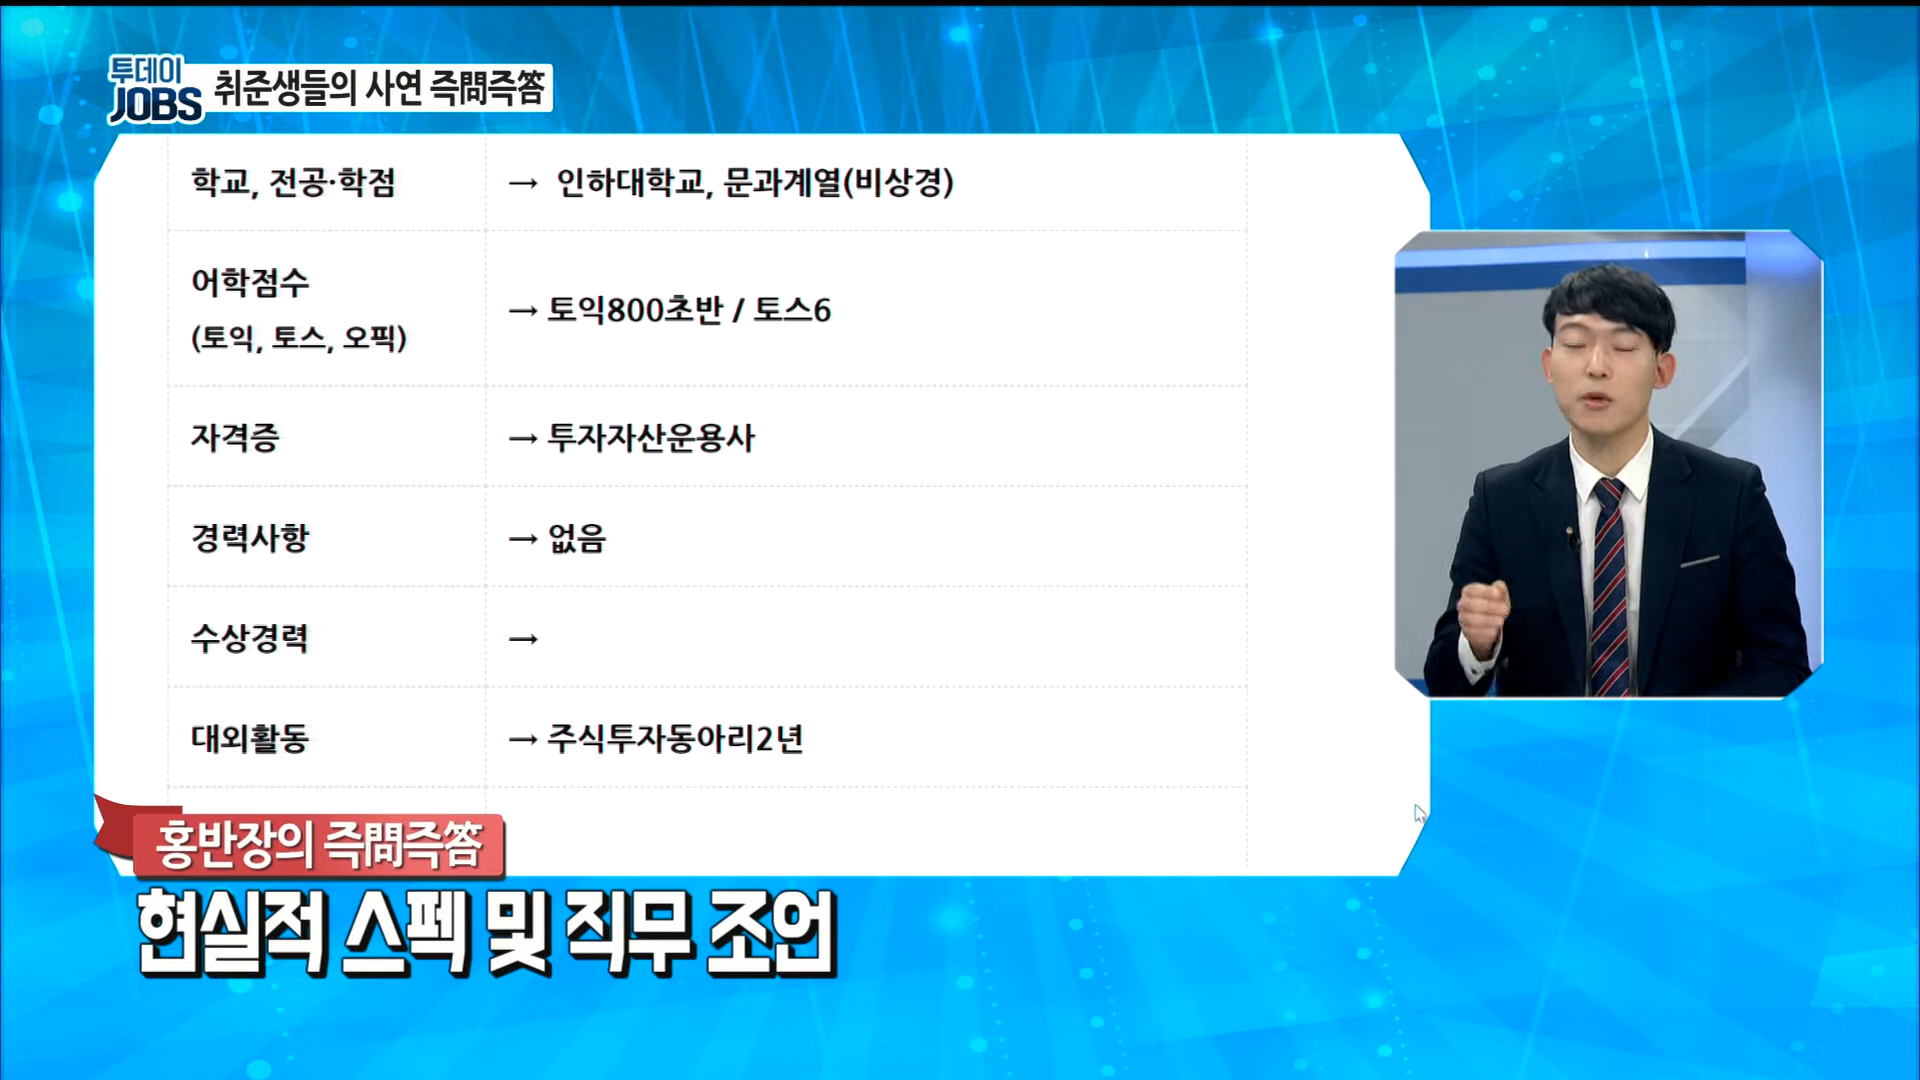 투데이
JOBS
취준생들의 사연 즉問즉答
학교, 전공·학점 → 인하대학교, 문과계열(비상경)
어학점수
(토익, 토스, 오픽) → 토익800초반 / 토스6
자격증 → 투자자산운용사
경력사항 → 없음
수상경력 →
대외활동 → 주식투자동아리2년
홍반장의 즉問즉答
현실적 스펙 및 직무 조언